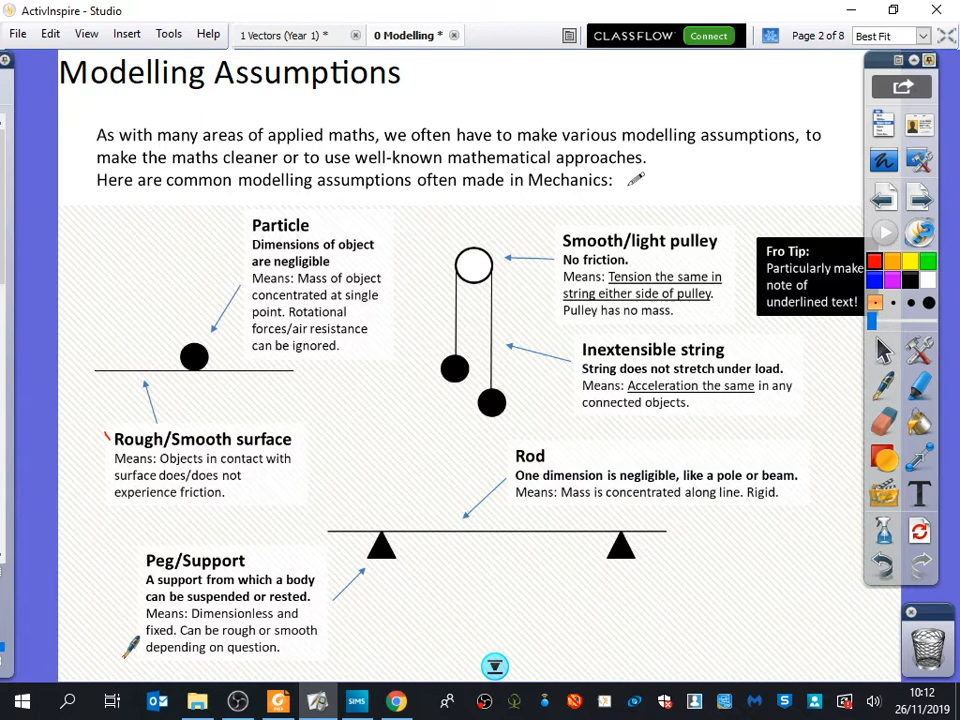 ActivInspire - Studio
File Edit View Insert Tools Help
1 Vectors (Year 1) *
0 Modelling *
CLASSFLOW Connect
Page 2 of 8
Best Fit
Modelling Assumptions
As with many areas of applied maths, we often have to make various modelling assumptions, to
make the maths cleaner or to use well-known mathematical approaches.
Here are common modelling assumptions often made in Mechanics:
Particle
Dimensions of object
are negligible
Means: Mass of object
concentrated at single
point. Rotational
forces/air resistance
can be ignored.
Smooth/light pulley
No friction.
Means: Tension the same in
string either side of pulley.
Pulley has no mass.
Fro Tip:
Particularly make
note of
underlined text!
Inextensible string
String does not stretch under load.
Means: Acceleration the same in any
connected objects.
Rough/Smooth surface
Means: Objects in contact with
surface does/does not
experience friction.
Rod
One dimension is negligible, like a pole or beam.
Means: Mass is concentrated along line. Rigid.
Peg/Support
A support from which a body
can be suspended or rested.
Means: Dimensionless and
fixed. Can be rough or smooth
depending on question.
SIMS
10:12
26/11/2019